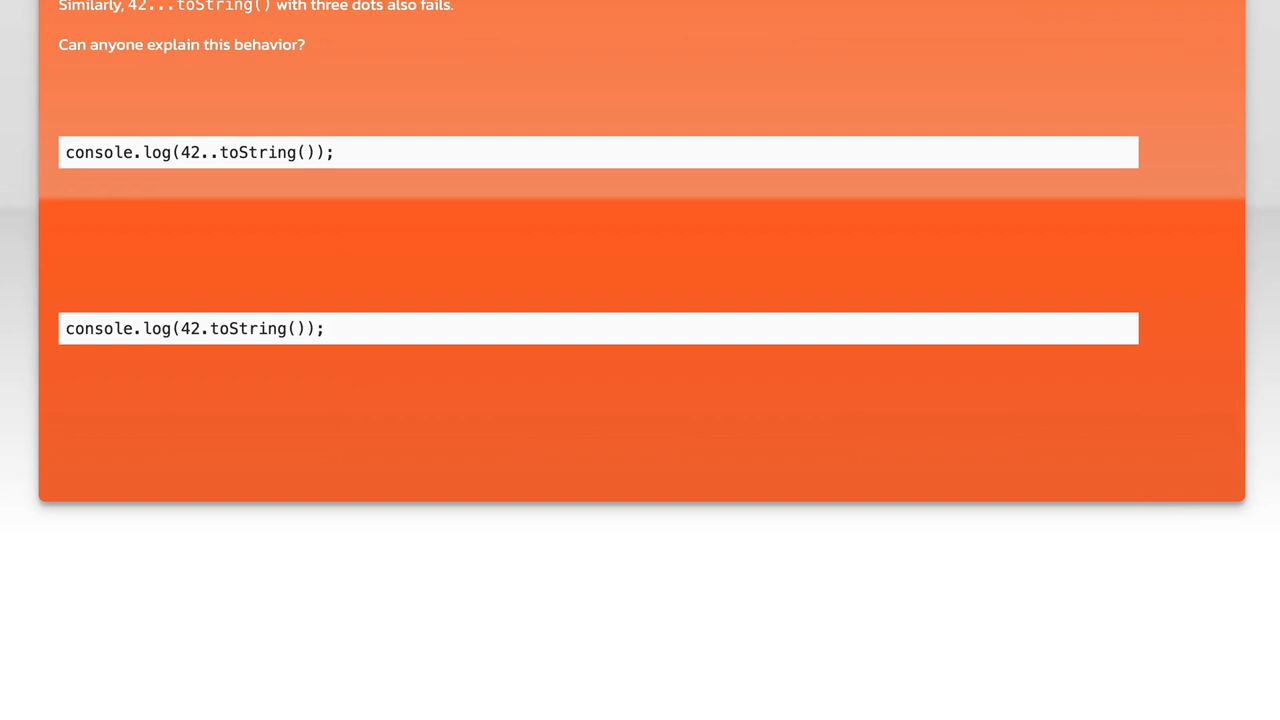 Similarly, 42...toString() with three dots also fails.
Can anyone explain this behavior?
console.log(42..toString());
console.log(42.toString());